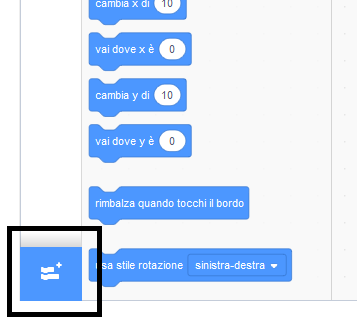 cambia x di 10
vai dove x è 0
cambia y di 10
vai dove y è 0
rimbalza quando tocchi il bordo
usa stile rotazione sinistra-destra